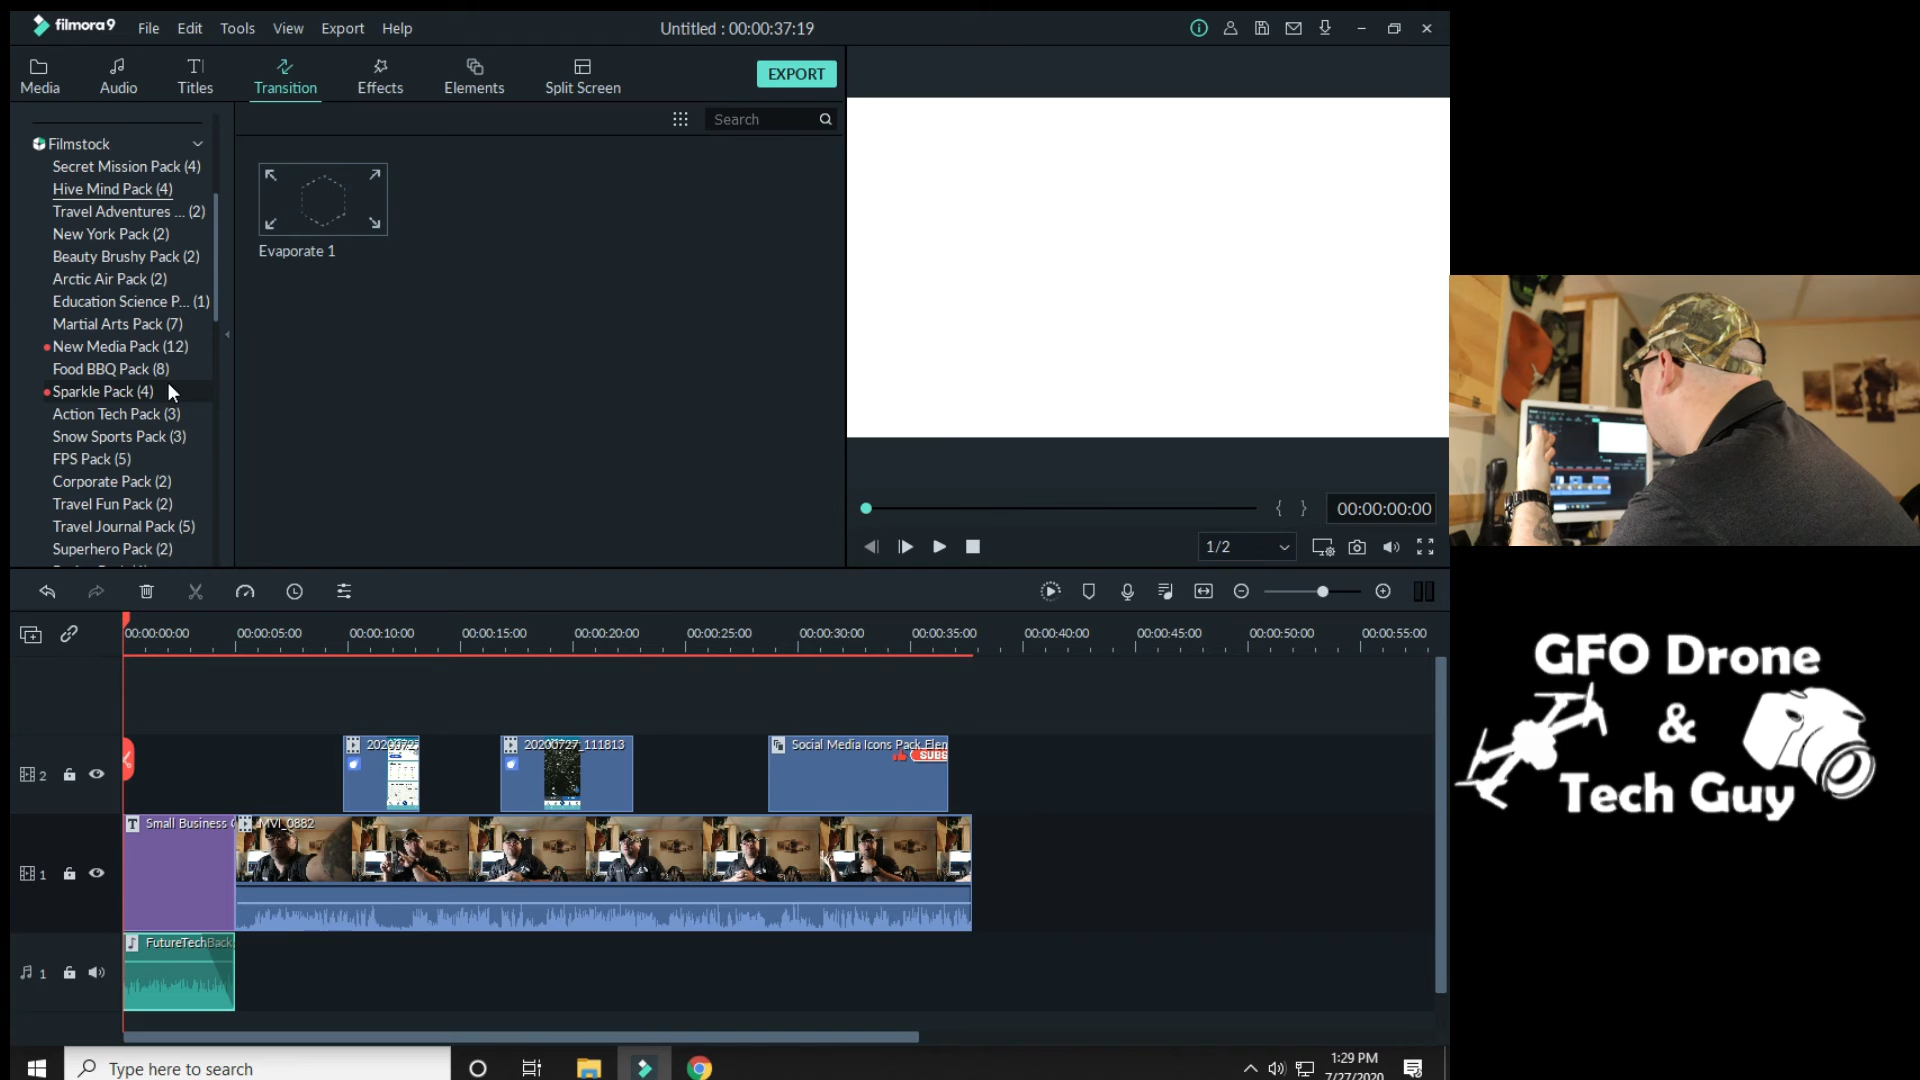 filmora9 File Edit Tools View Export Help Untitled : 00:00:37:19
Media Audio Titles Transition Effects Elements Split Screen EXPORT
Search
Filmstock
Secret Mission Pack (4)
Hive Mind Pack (4)
Travel Adventures ... (2)
New York Pack (2)
Beauty Brushy Pack (2)
Arctic Air Pack (2)
Education Science P... (1)
Martial Arts Pack (7)
New Media Pack (12)
Food BBQ Pack (8)
Sparkle Pack (4)
Action Tech Pack (3)
Snow Sports Pack (3)
FPS Pack (5)
Corporate Pack (2)
Travel Fun Pack (2)
Travel Journal Pack (5)
Superhero Pack (2)
Evaporate 1
{ } 00:00:00:00
1/2
00:00:00:00 00:00:05:00 00:00:10:00 00:00:15:00 00:00:20:00 00:00:25:00 00:00:30:00 00:00:35:00 00:00:40:00 00:00:45:00 00:00:50:00 00:00:55:00
2
2020072
20200727_111813
Social Media Icons Pack Elen
SUBS
1
Small Business
MVI_0882
1
FutureTechBack
Type here to search
1:29 PM
7/27/2020
GFO Drone
&
Tech Guy